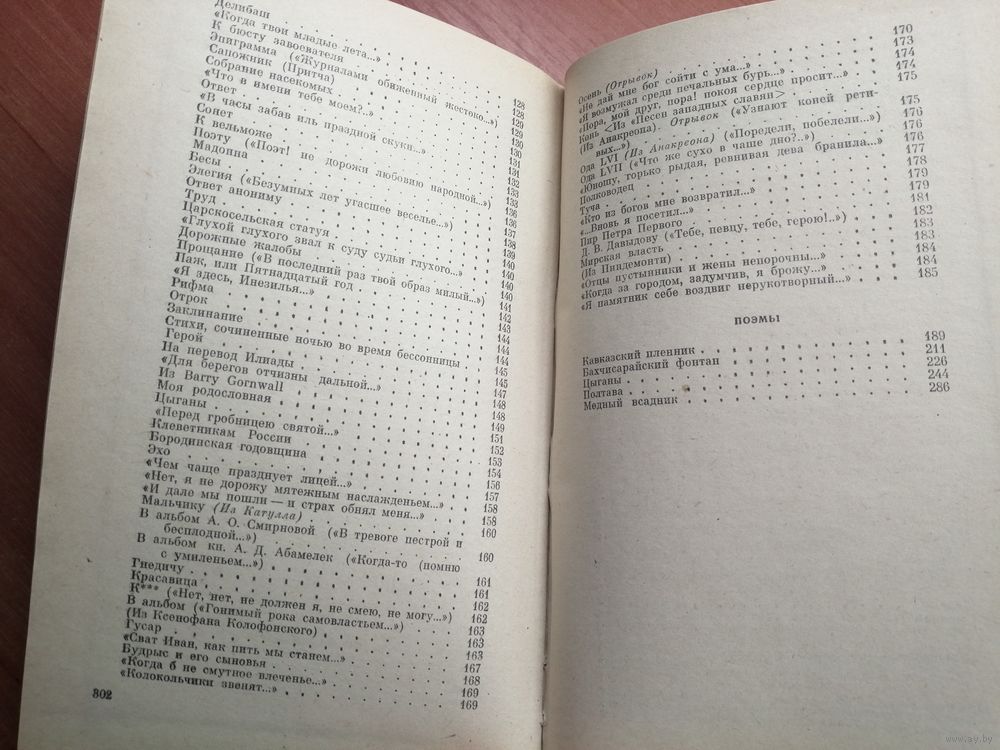 Делибаш
«Когда твои младые лета...» 128
К бюсту завоевателя 128
Эпиграмма («Журналами обиженный жестоко...») 129
Сапожник (Притча) 129
Собрание насекомых 130
«Что в имени тебе моем?..» 130
Ответ 131
«В часы забав иль праздной скуки...» 131
Сонет 132
К вельможе 133
Поэту («Поэт! не дорожи любовию народной...») 133
Мадонна 136
Бесы 136
Элегия («Безумных лет угасшее веселье...») 137
Ответ анониму 138
Труд 139
Царскосельская статуя 140
«Глухой глухого звал к суду судьи глухого...» 140
Дорожные жалобы 140
Прощание («В последний раз твой образ милый...») 140
Паж, или Пятнадцатый год 141
«Я здесь, Инезилья...» 142
Рифма 143
Отрок 144
Заклинание 144
Стихи, сочиненные ночью во время бессонницы 145
Герой 145
На перевод Илиады 147
«Для берегов отчизны дальной...» 148
Из Barry Gornwall 148
Моя родословная 149
Цыганы 151
«Перед гробницею святой...» 152
Клеветникам России 153
Бородинская годовщина 154
Эхо 156
«Чем чаще празднует лицей...» 157
«Нет, я не дорожу мятежным наслажденьем...» 158
«И дале мы пошли — и страх обнял меня...» 158
Мальчику (Из Катулла) 160
В альбом А. О. Смирновой («В тревоге пестрой и
бесплодной...») 160
В альбом кн. А. Д. Абамелек («Когда-то (помню
с умиленьем...») 161
Гнедичу 161
Красавица 162
К*** («Нет, нет, не должен я, не смею, не могу...») 162
В альбом («Гонимый рока самовластьем...») 163
(Из Ксенофана Колофонского) 163
Гусар 163
«Сват Иван, как пить мы станем...» 167
Будрыс и его сыновья 168
«Когда б не смутное влеченье...» 169
«Колокольчики звенят...» 169
302
Осень (Отрывок) 170
«Не дай мне бог сойти с ума...» 173
«Я возмужал среди печальных бурь...» 174
«Пора, мой друг, пора! покоя сердце просит...» 174
Конь <Из «Песен западных славян> 175
(Из Анакреона). Отрывок («Узнают коней рети-
вых...») 175
Ода LVI (Из Анакреона) («Поредели, побелели...») 176
Ода LVII («Что же сухо в чаше дно?..») 176
«Юношу, горько рыдая, ревнивая дева бранила...» 176
Полководец 177
Туча 178
«Кто из богов мне возвратил...» 179
«...Вновь я посетил...» 179
Пир Петра Первого 181
Д. В. Давыдову («Тебе, певцу, тебе, герою!..») 182
Мирская власть 183
(Из Пиндемонти) 183
«Отцы пустынники и жены непорочны...» 184
«Когда за городом, задумчив, я брожу...» 184
«Я памятник себе воздвиг нерукотворный...» 185
ПОЭМЫ
Кавказский пленник 189
Бахчисарайский фонтан 211
Цыганы 226
Полтава 244
Медный всадник 286
www.ay.by